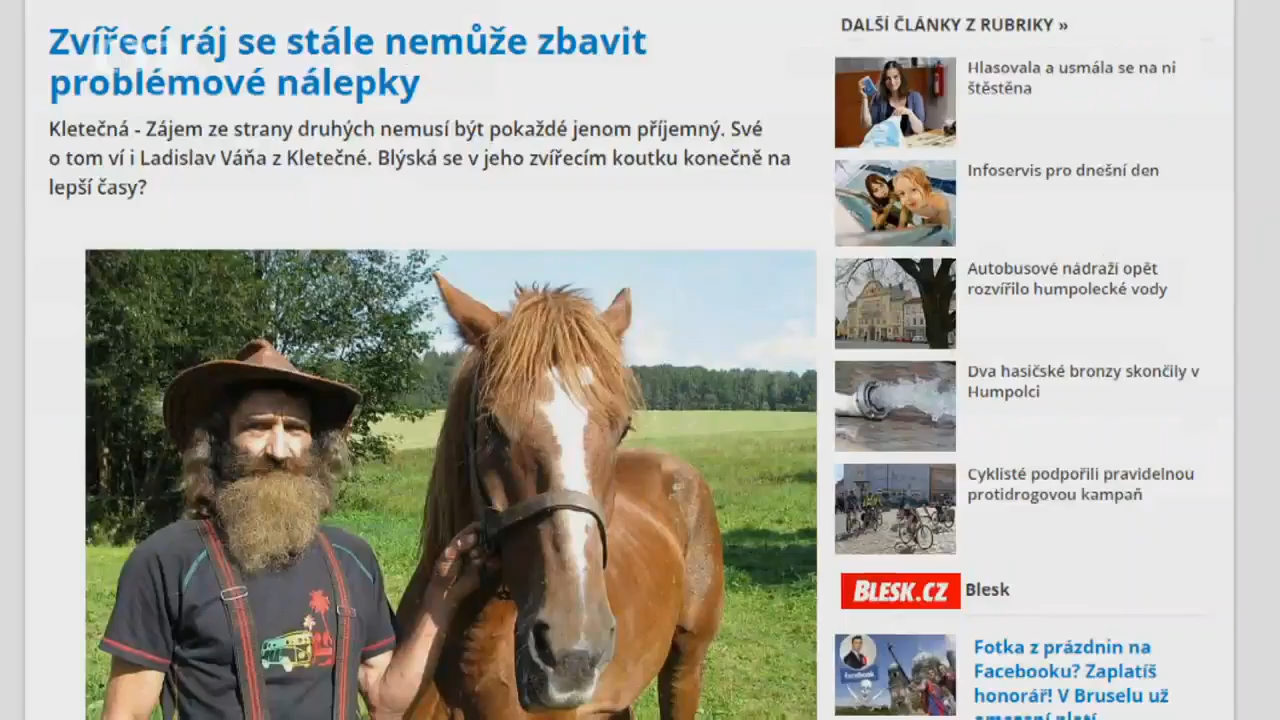 Zvířecí ráj se stále nemůže zbavit
problémové nálepky
Kletečná - Zájem ze strany druhých nemusí být pokaždé jenom příjemný. Své
o tom ví i Ladislav Váňa z Kletečné. Blýská se v jeho zvířecím koutku konečně na
lepší časy?
DALŠÍ ČLÁNKY Z RUBRIKY »
Hlasovala a usmála se na ni
štěstěna
Infoservis pro dnešní den
Autobusové nádraží opět
rozvířilo humpolecké vody
Dva hasičské bronzy skončily v
Humpolci
Cyklisté podpořili pravidelnou
protidrogovou kampaň
BLESK.CZ Blesk
Fotka z prázdnin na
Facebooku? Zaplatíš
honorář! V Bruselu už